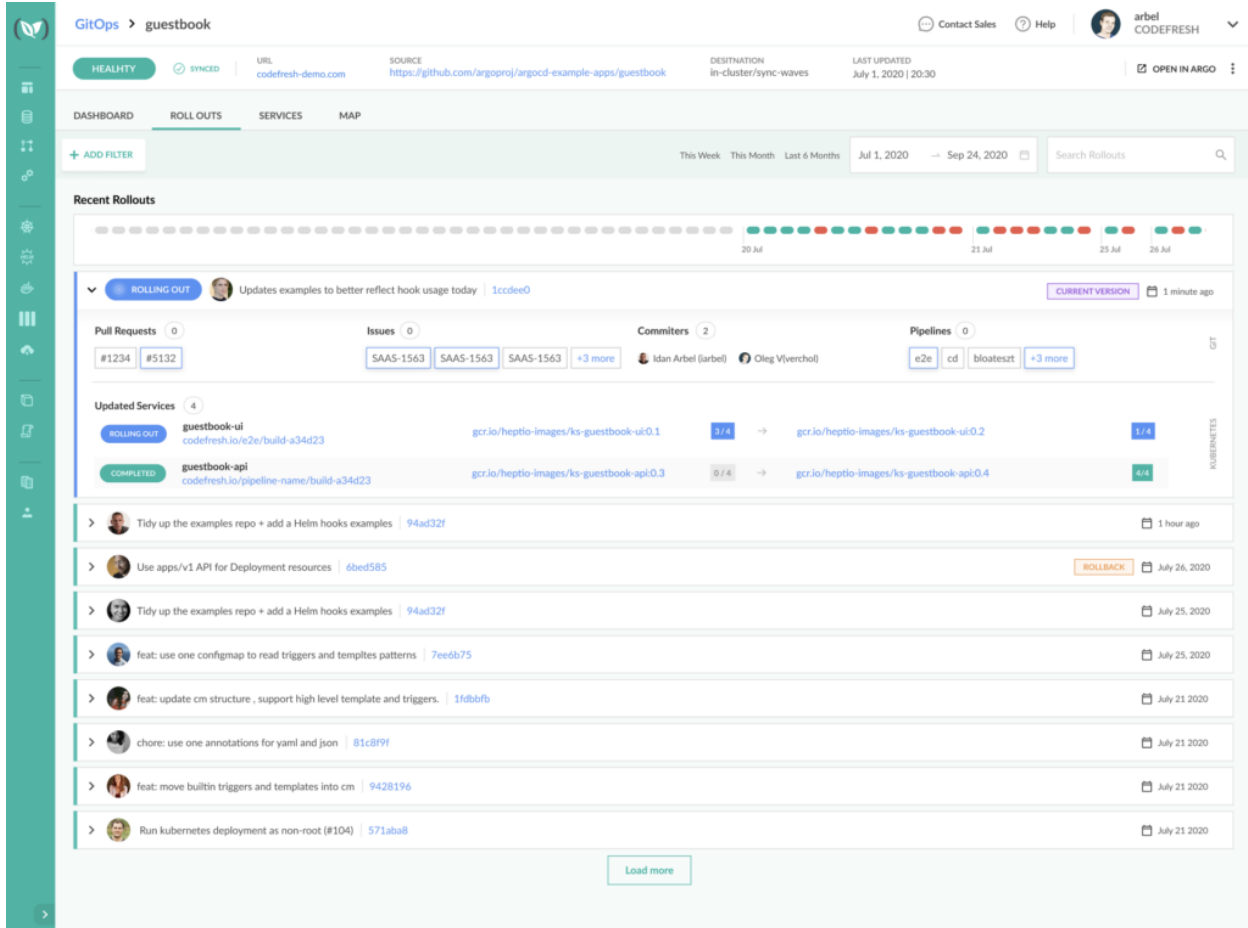 GitOps > guestbook
Contact Sales
Help
arbel
CODEFRESH
HEALHTY
SYNCED
URL
codefresh-demo.com
SOURCE
https://github.com/argoproj/argocd-example-apps/guestbook
DESITNATION
in-cluster/sync-waves
LAST UPDATED
July 1, 2020 | 20:30
OPEN IN ARGO
DASHBOARD ROLL OUTS SERVICES MAP
+ ADD FILTER
This Week This Month Last 6 Months
Jul 1, 2020 → Sep 24, 2020
Search Rollouts
Recent Rollouts
20 Jul 21 Jul 25 Jul 26 Jul
ROLLING OUT Updates examples to better reflect hook usage today 1ccdee0 CURRENT VERSION 1 minute ago
Pull Requests 0 Issues 0 Commiters 2 Pipelines 0
#1234 #5132 SAAS-1563 SAAS-1563 SAAS-1563 +3 more Idan Arbel (iarbel) Oleg V(verchol) e2e cd bloateszt +3 more
GIT
Updated Services 4
ROLLING OUT guestbook-ui
codefresh.io/e2e/build-a34d23 gcr.io/heptio-images/ks-guestbook-ui:0.1 3/4 → gcr.io/heptio-images/ks-guestbook-ui:0.2 1/4
COMPLETED guestbook-api
codefresh.io/pipeline-name/build-a34d23 gcr.io/heptio-images/ks-guestbook-api:0.3 0/4 → gcr.io/heptio-images/ks-guestbook-api:0.4 4/4
KUBERNETES
Tidy up the examples repo + add a Helm hooks examples 94ad32f 1 hour ago
Use apps/v1 API for Deployment resources 6bed585 ROLLBACK July 26, 2020
Tidy up the examples repo + add a Helm hooks examples 94ad32f July 25, 2020
feat: use one configmap to read triggers and templtes patterns 7ee6b75 July 25, 2020
feat: update cm structure , support high level template and triggers. 1fdbbfb July 21 2020
chore: use one annotations for yaml and json 81c8f9f July 21 2020
feat: move builtin triggers and templates into cm 9428196 July 21 2020
Run kubernetes deployment as non-root (#104) 571aba8 July 21 2020
Load more